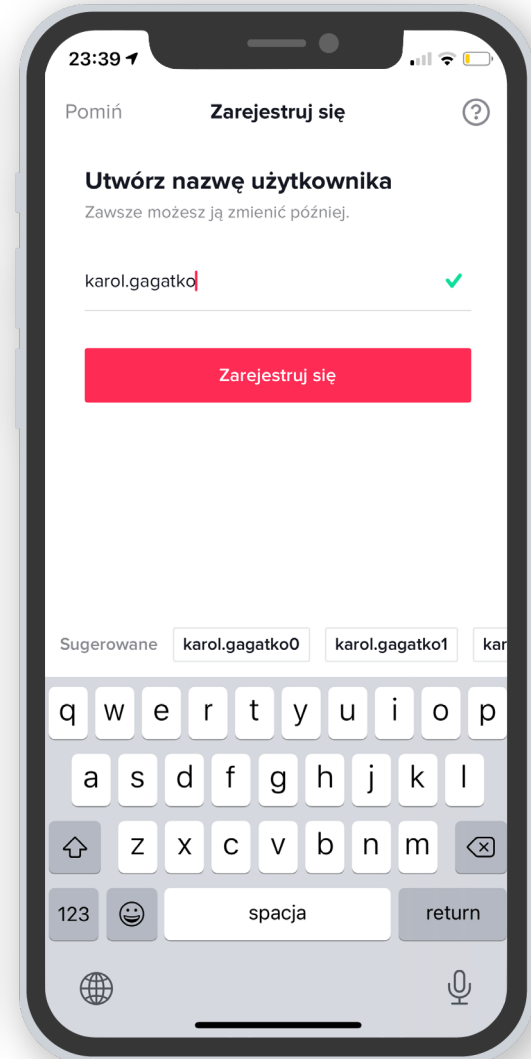 23:39
Pomiń Zarejestruj się ?
Utwórz nazwę użytkownika
Zawsze możesz ją zmienić później.
karol.gagatko
Zarejestruj się
Sugerowane karol.gagatko0 karol.gagatko1 kar
q w e r t y u i o p
a s d f g h j k l
z x c v b n m
123 spacja return